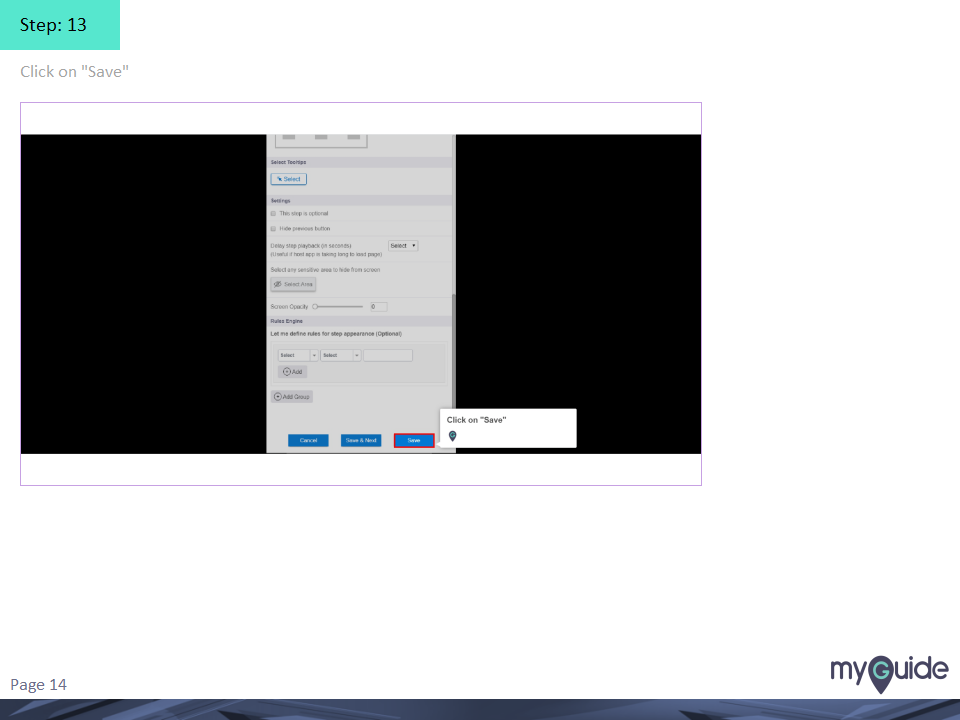 Step: 13
Click on "Save"
Select Tooltips
Select
Settings
This step is optional
Hide previous button
Delay step playback (in seconds)
Select
(Useful if host app is taking long to load page)
Select any sensitive area to hide from screen
Select Area
Screen Opacity 0
Rules Engine
Let me define rules for step appearance (Optional)
Select Select
Add
Add Group
Click on "Save"
Cancel Save & Next Save
myGuide
Page 14